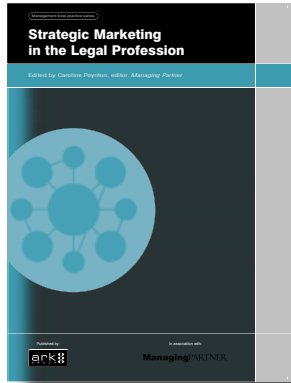 Management best practice series
Strategic Marketing
in the Legal Profession
Edited by Caroline Poynton, editor, Managing Partner
Published by
In association with
ark
ManagingPARTNER